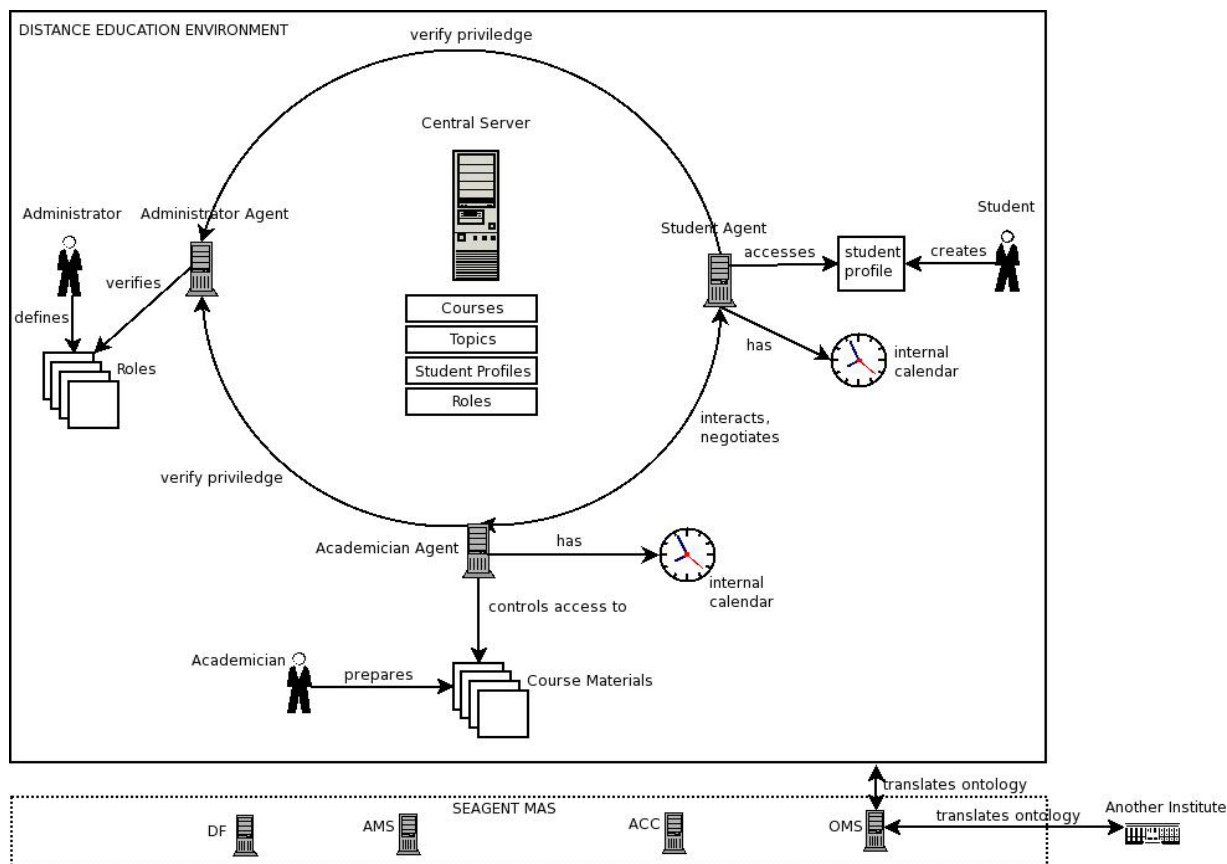 DISTANCE EDUCATION ENVIRONMENT
verify priviledge
Central Server
Administrator
Administrator Agent
Student Agent
Student
accesses
student
profile
creates
verifies
defines
Roles
Courses
Topics
Student Profiles
Roles
has
internal
calendar
interacts,
negotiates
verify priviledge
Academician Agent
has
internal
calendar
controls access to
Academician
prepares
Course Materials
translates ontology
SEAGENT MAS
DF
AMS
ACC
OMS
translates ontology
Another Institute